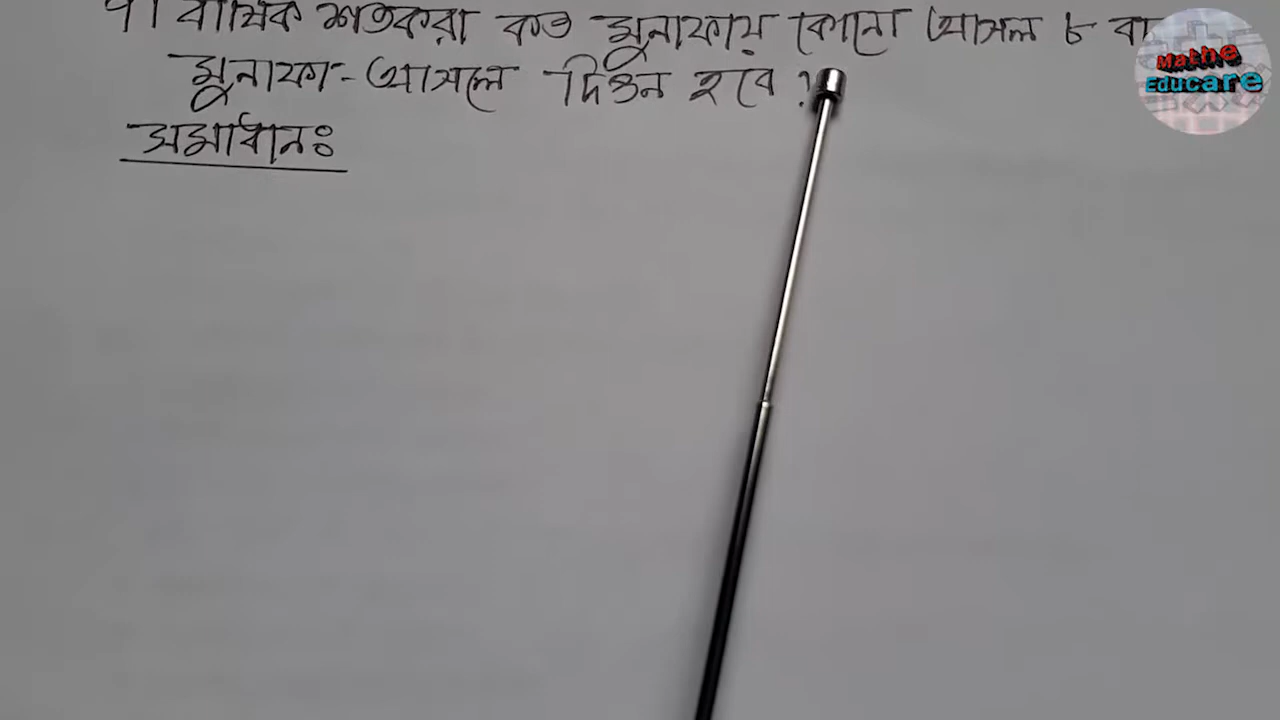 ৭। বার্ষিক শতকরা কত মুনাফায় কোনো আসল ৮
মুনাফা-আসলে দিগুন হবে?
সমাধানঃ
Mathe
Educare